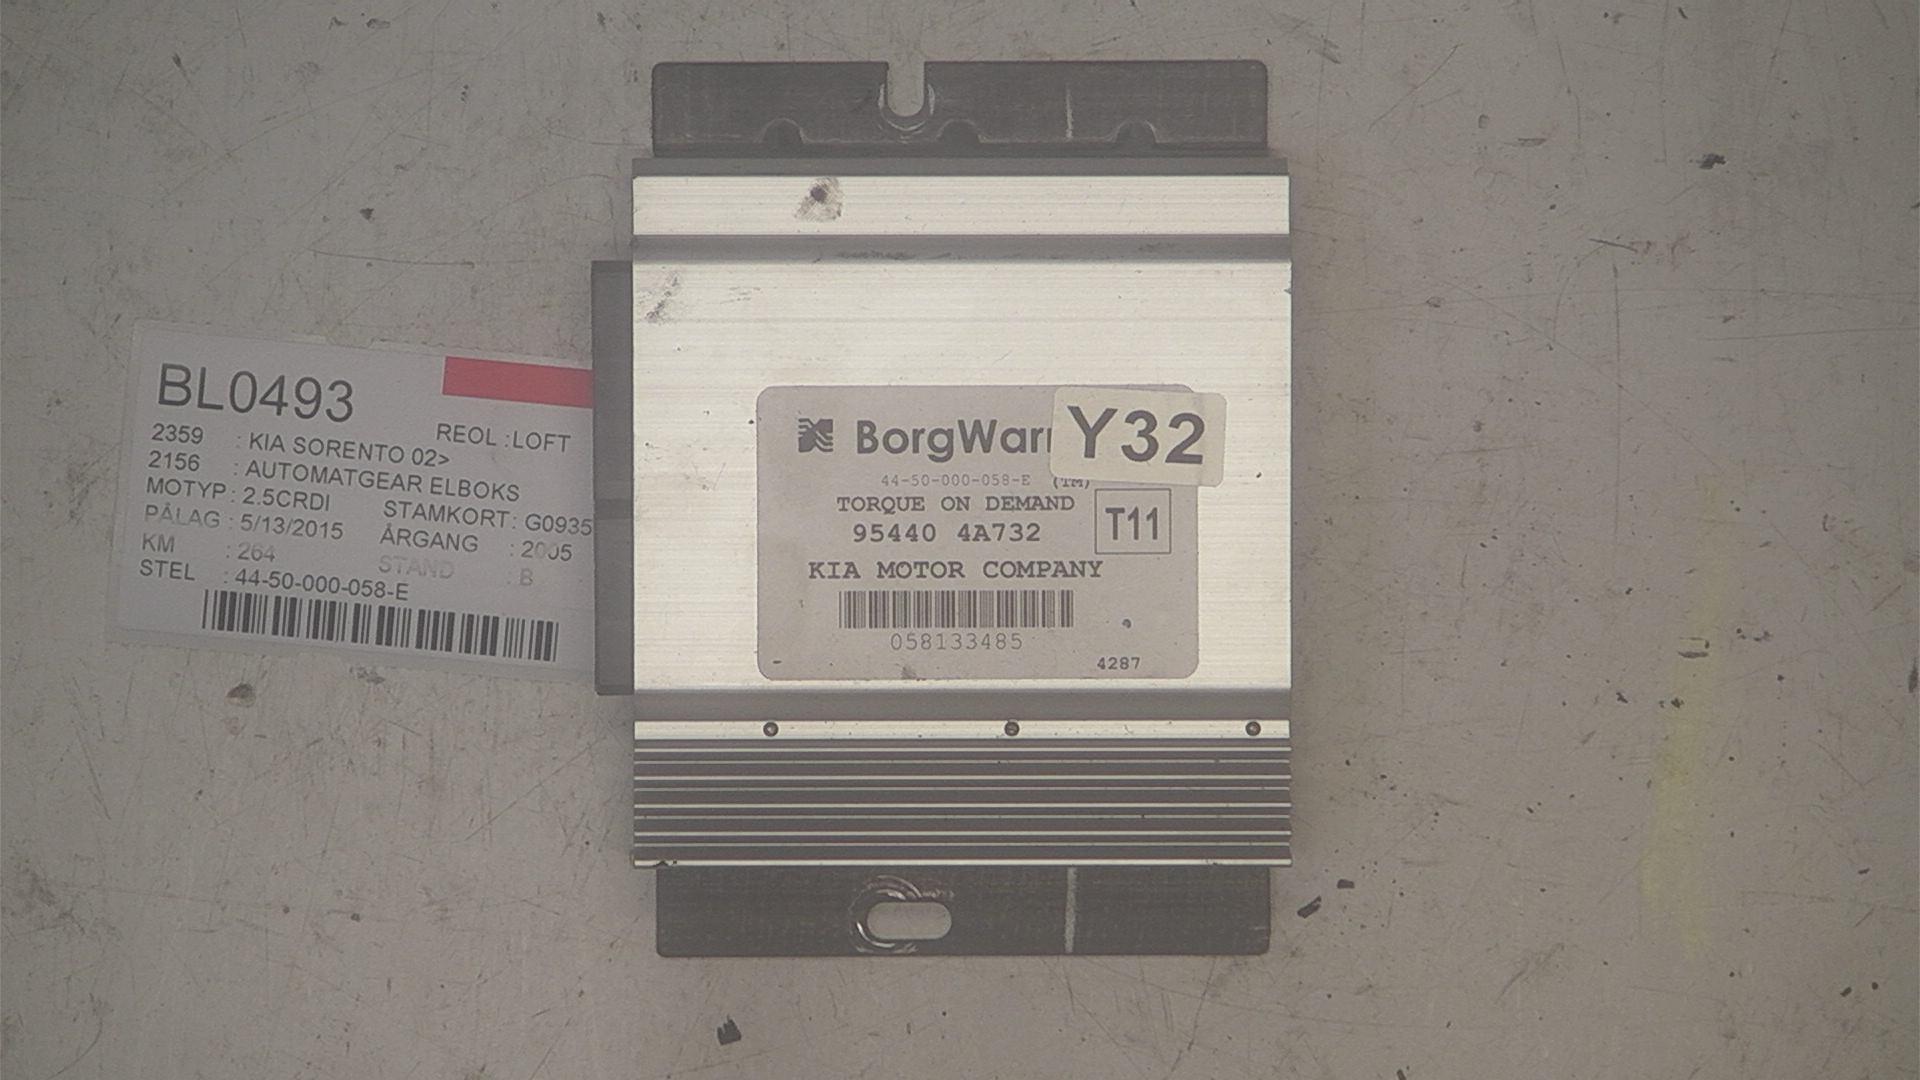 BL0493
REOL :LOFT
2359 : KIA SORENTO 02>
2156 : AUTOMATGEAR ELBOKS
MOTYP : 2.5CRDI STAMKORT : G0935
PÅLAG : 5/13/2015 ÅRGANG : 2005
KM : 264 STAND : B
STEL : 44-50-000-058-E
BorgWarn
Y32
44-50-000-058-E (TM)
TORQUE ON DEMAND
95440 4A732
T11
KIA MOTOR COMPANY
058133485
4287